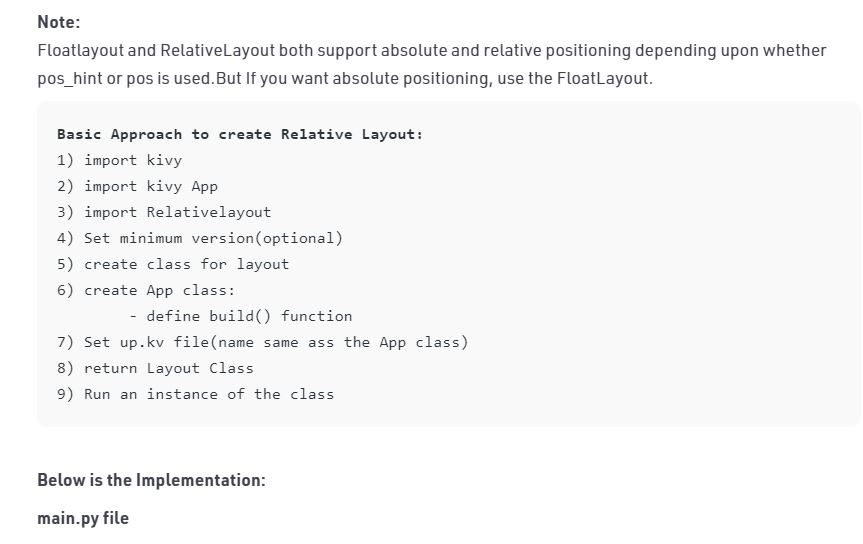 Note:
Floatlayout and RelativeLayout both support absolute and relative positioning depending upon whether
pos_hint or pos is used.But If you want absolute positioning, use the FloatLayout.
Basic Approach to create Relative Layout:
1) import kivy
2) import kivy App
3) import Relativelayout
4) Set minimum version(optional)
5) create class for layout
6) create App class:
- define build() function
7) Set up.kv file(name same ass the App class)
8) return Layout Class
9) Run an instance of the class
Below is the Implementation:
main.py file